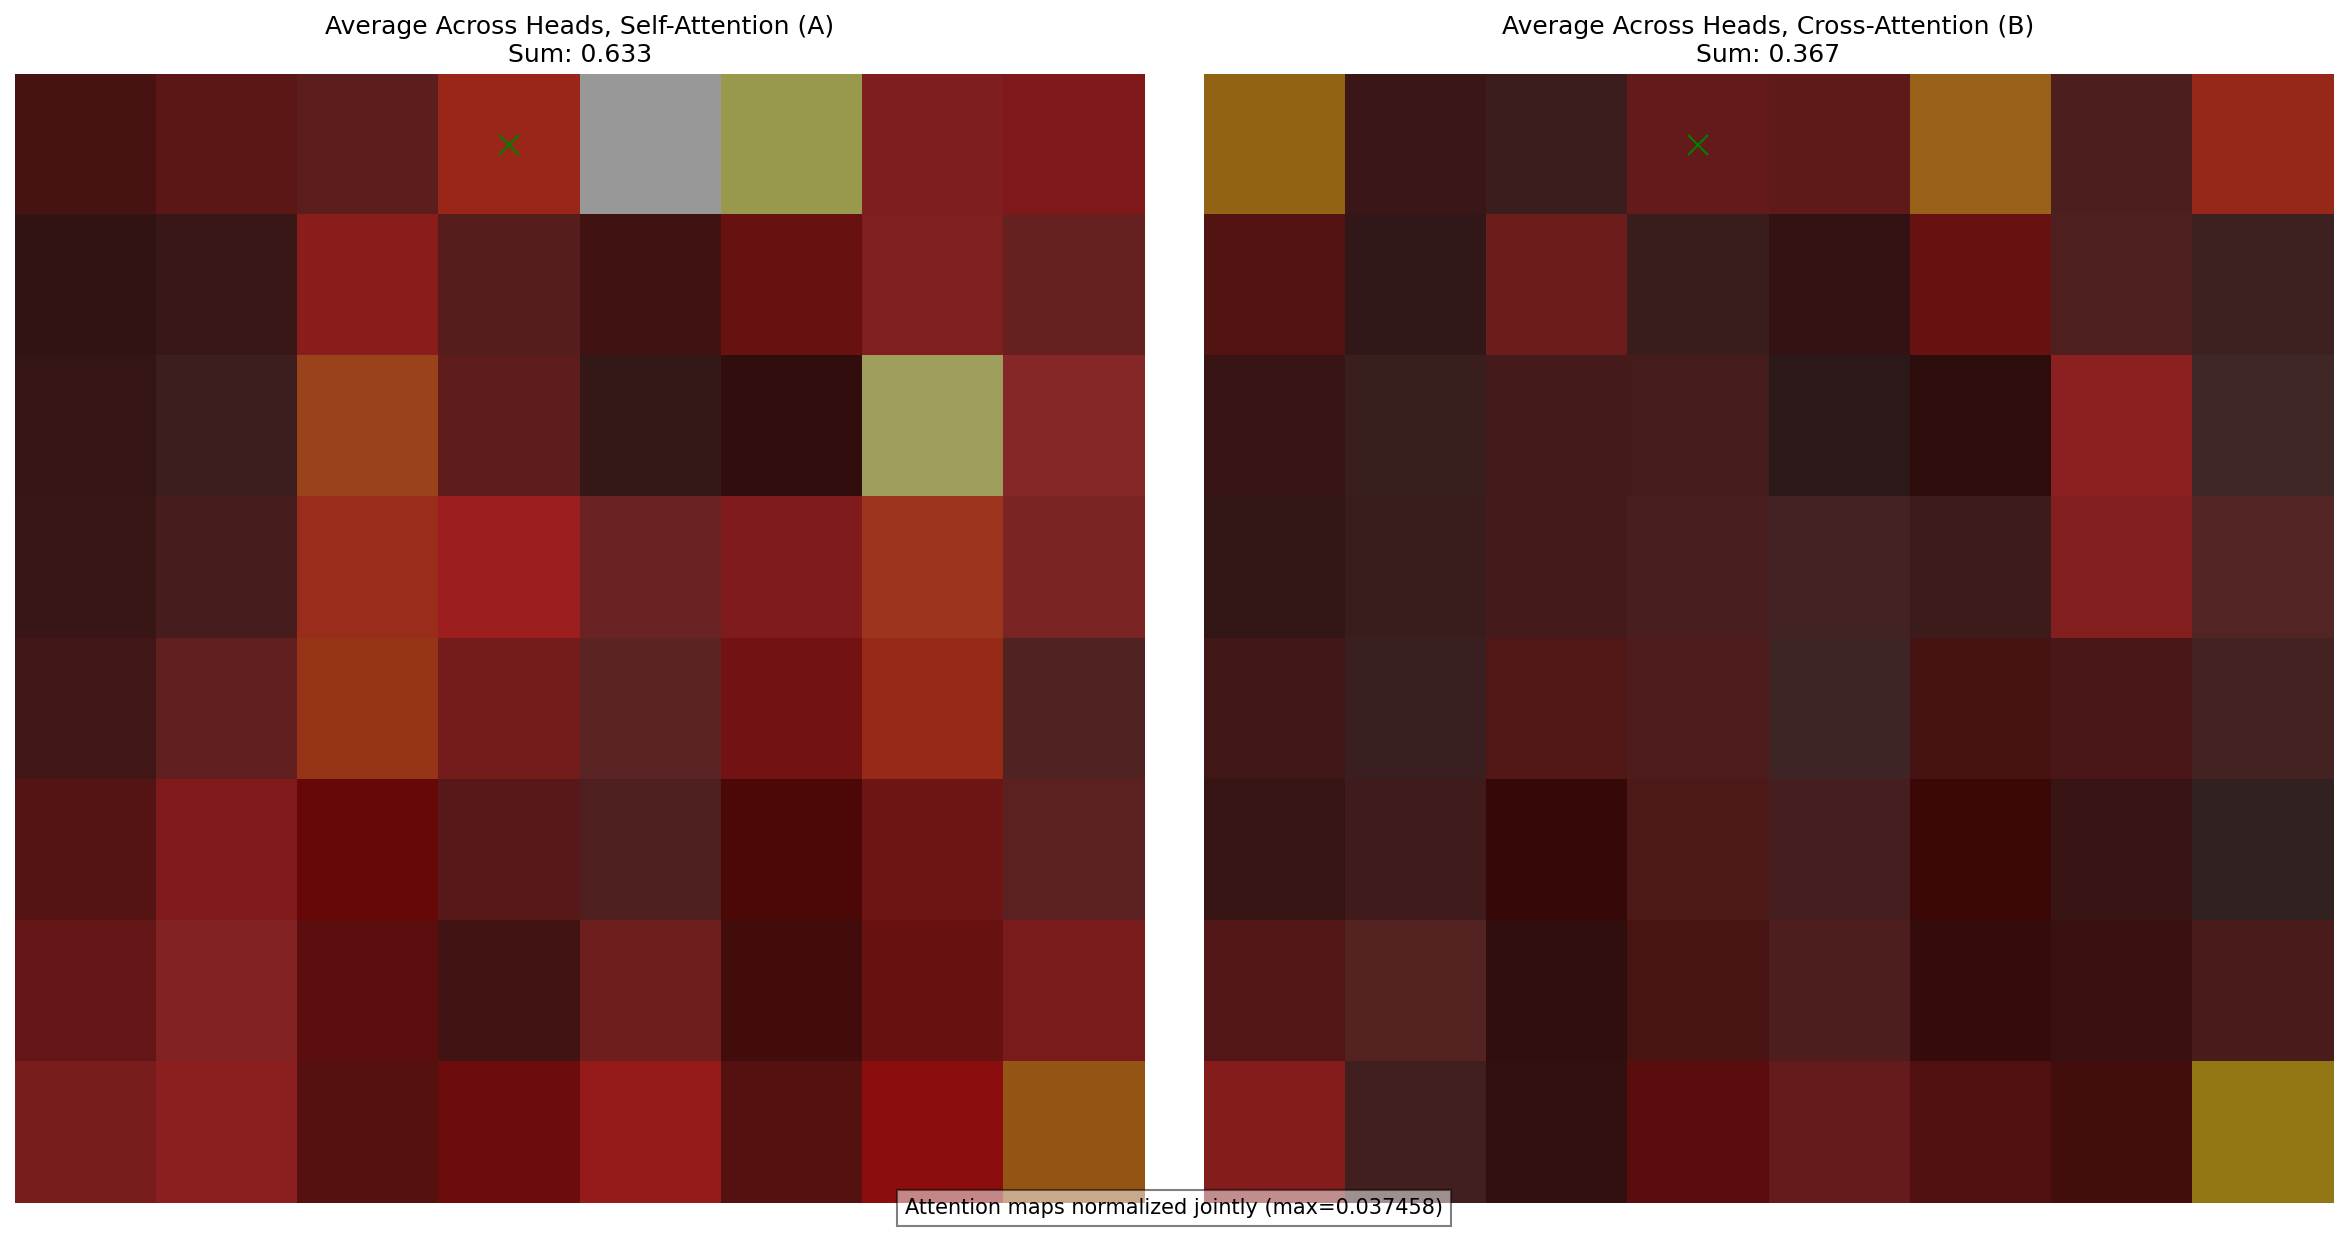 Average Across Heads, Self-Attention (A)
Sum: 0.633
Average Across Heads, Cross-Attention (B)
Sum: 0.367
Attention maps normalized jointly (max=0.037458)